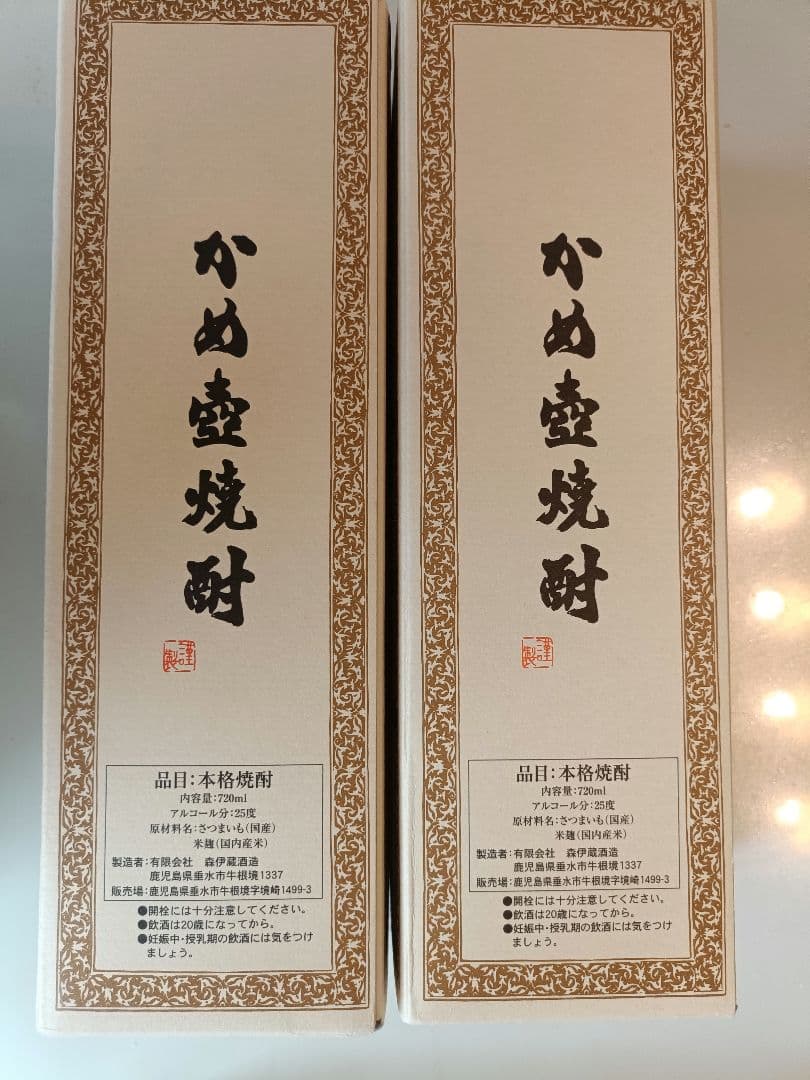 かめ壺焼酎
謹製
品目：本格焼酎
内容量：720ml
アルコール分：25度
原材料名：さつまいも（国産）
米麹（国内産米）
製造者：有限会社　森伊蔵酒造
鹿児島県垂水市牛根境1337
販売場：鹿児島県垂水市牛根境字境崎1499-3
●開栓には十分注意してください。
●飲酒は20歳になってから。
●妊娠中・授乳期の飲酒には気をつけ
ましょう。
かめ壺焼酎
謹製
品目：本格焼酎
内容量：720ml
アルコール分：25度
原材料名：さつまいも（国産）
米麹（国内産米）
製造者：有限会社　森伊蔵酒造
鹿児島県垂水市牛根境1337
販売場：鹿児島県垂水市牛根境字境崎1499-3
●開栓には十分注意してください。
●飲酒は20歳になってから。
●妊娠中・授乳期の飲酒には気をつけ
ましょう。